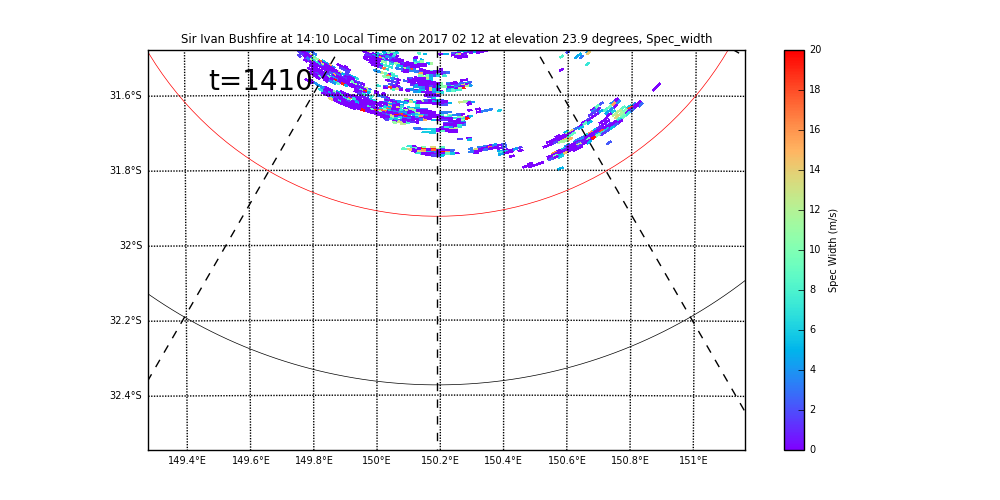 Sir Ivan Bushfire at 14:10 Local Time on 2017 02 12 at elevation 23.9 degrees, Spec_width
t=1410
31.6°S
31.8°S
32°S
32.2°S
32.4°S
149.4°E 149.6°E 149.8°E 150°E 150.2°E 150.4°E 150.6°E 150.8°E 151°E
20
18
16
14
12
10
8
6
4
2
0
Spec Width (m/s)